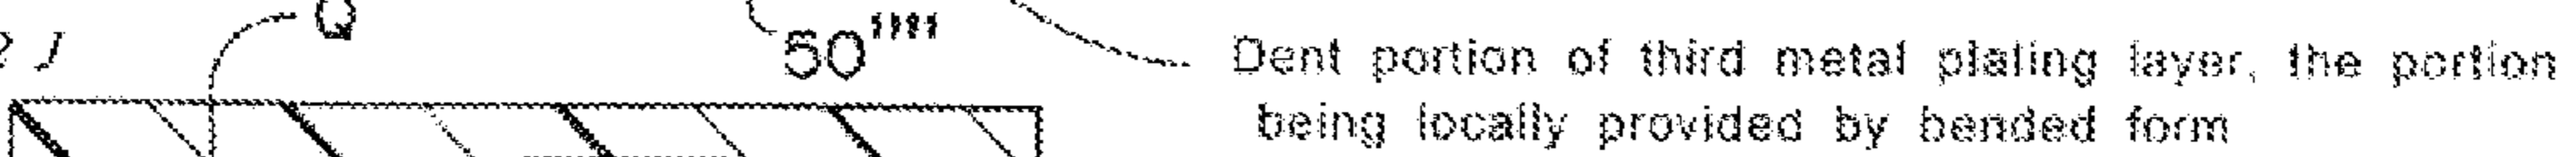 Q
50''''
Dent portion of third metal plating layer, the portion
being locally provided by bended form